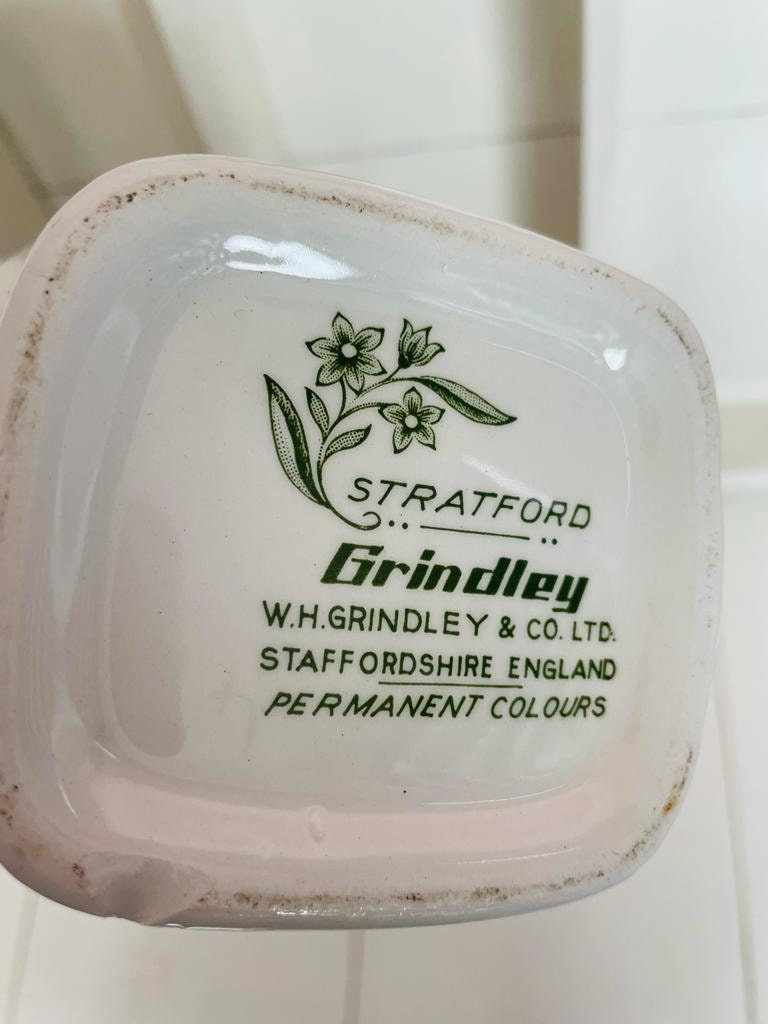 STRATFORD
Grindley
W.H.GRINDLEY & CO. LTD.
STAFFORDSHIRE ENGLAND
PERMANENT COLOURS